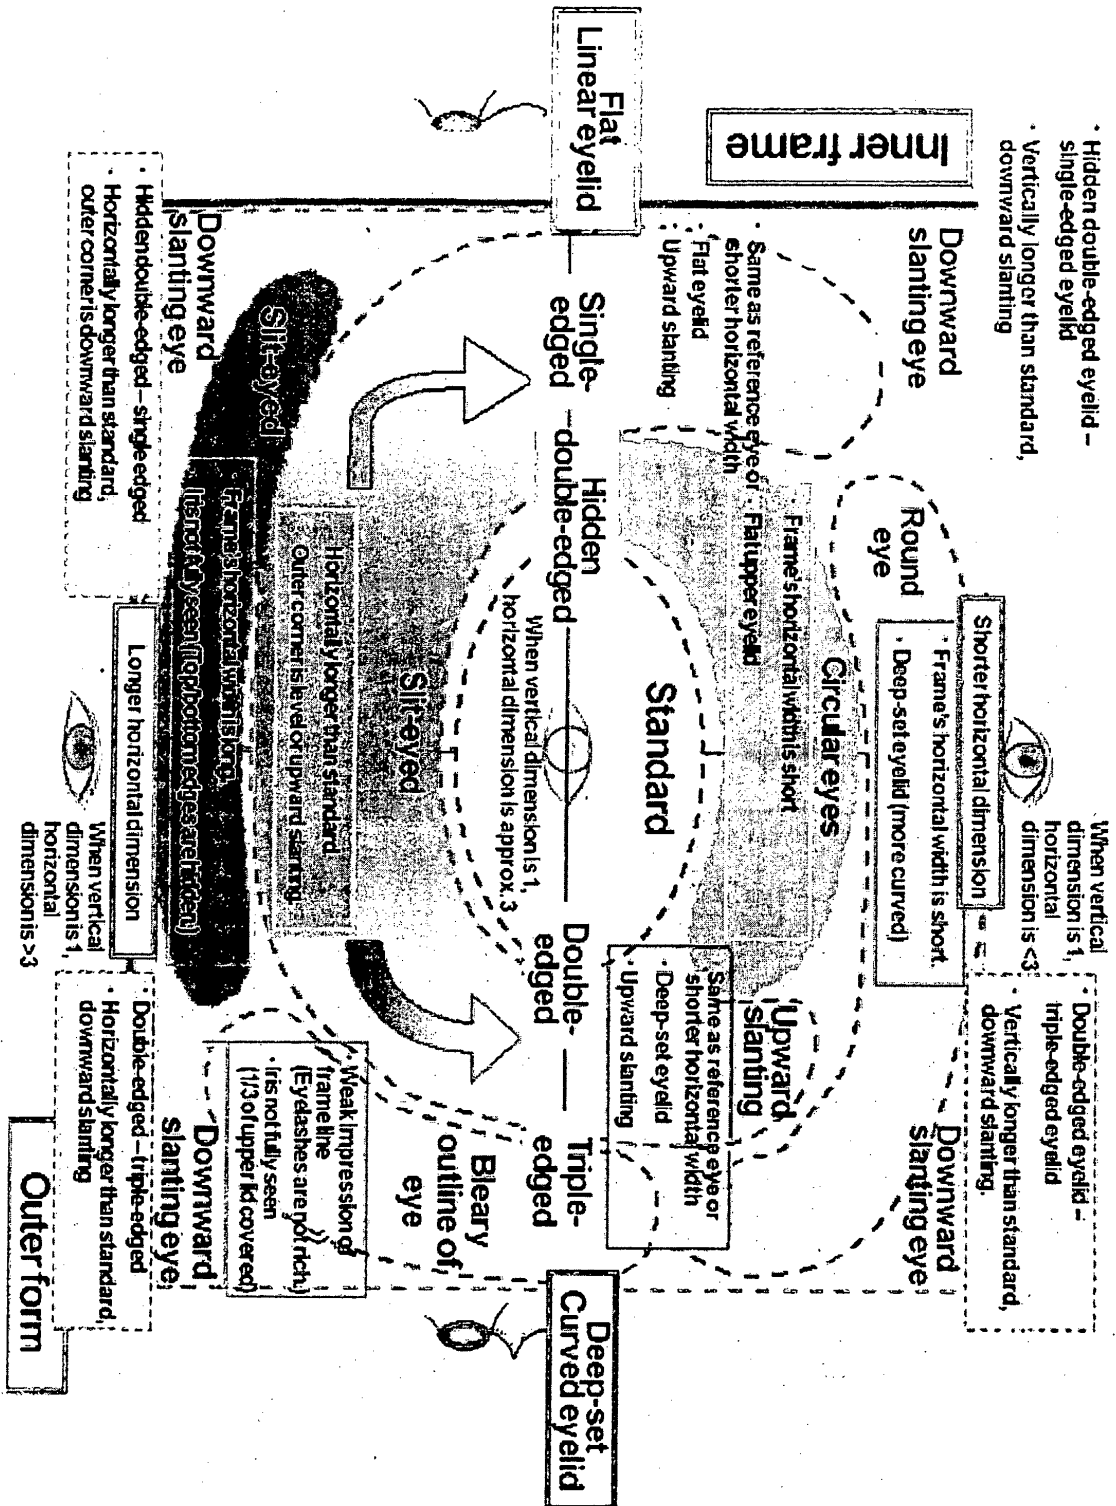 · Hidden double-edged eyelid –
single-edged eyelid
· Vertically longer than standard,
downward slanting
Shorter horizontal dimension
When vertical
dimension is 1,
horizontal
dimension is <3
· Double-edged eyelid –
triple-edged eyelid
· Vertically longer than standard,
downward slanting.
Inner frame
Downward
slanting eye
Round
eye
· Frame's horizontal width is short.
· Deep-set eyelid (more curved)
Downward
slanting eye
Circular eyes
· Frame's horizontal width is short
· Flat upper eyelid
Upward
slanting
· Same as reference eye or
shorter horizontal width
· Flat eyelid
· Upward slanting
· Same as reference eye or
shorter horizontal width
· Deep-set eyelid
· Upward slanting
Standard
Flat
Linear eyelid
Single-
edged
Hidden
double-edged
Double-
edged
Triple-
edged
Deep-set
Curved eyelid
When vertical dimension is 1,
horizontal dimension is approx. 3
Slit-eyed
Bleary
outline of
eye
Horizontally longer than standard.
Outer corner is level or upward slanting.
· Weak impression of
frame line
(Eyelashes are not rich.)
· Iris not fully seen
(1/3 of upper lid covered)
Slit-eyed
· Frame's horizontal width is long.
· Iris not fully seen (Top/bottom edges are hidden.)
Downward
slanting eye
Downward
slanting eye
· Hidden double-edged – single edged
· Horizontally longer than standard,
outer corner is downward slanting
Longer horizontal dimension
When vertical
dimension is 1,
horizontal
dimension is >3
· Double-edged – triple-edged
· Horizontally longer than standard,
downward slanting
Outer form